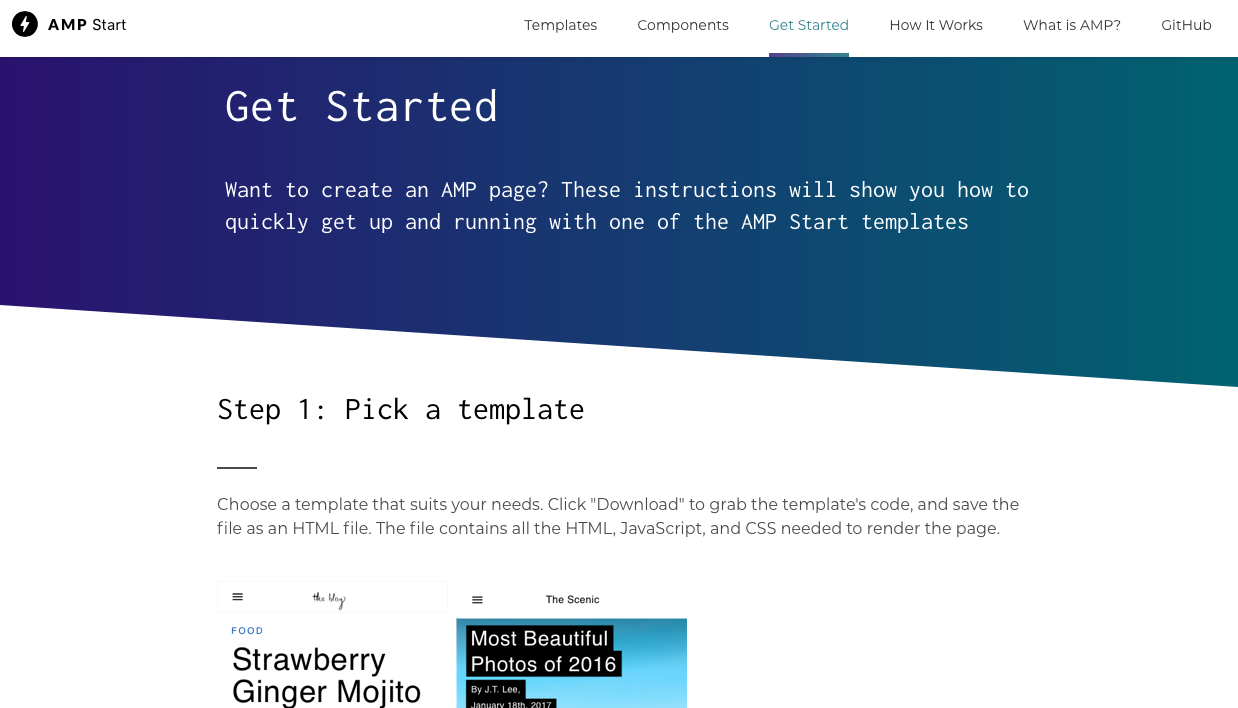 AMP Start
Templates
Components
Get Started
How It Works
What is AMP?
GitHub
Get Started
Want to create an AMP page? These instructions will show you how to
quickly get up and running with one of the AMP Start templates
Step 1: Pick a template
Choose a template that suits your needs. Click "Download" to grab the template's code, and save the
file as an HTML file. The file contains all the HTML, JavaScript, and CSS needed to render the page.
the blog
FOOD
Strawberry
Ginger Mojito
The Scenic
Most Beautiful
Photos of 2016
By J.T. Lee,
January 18th, 2017